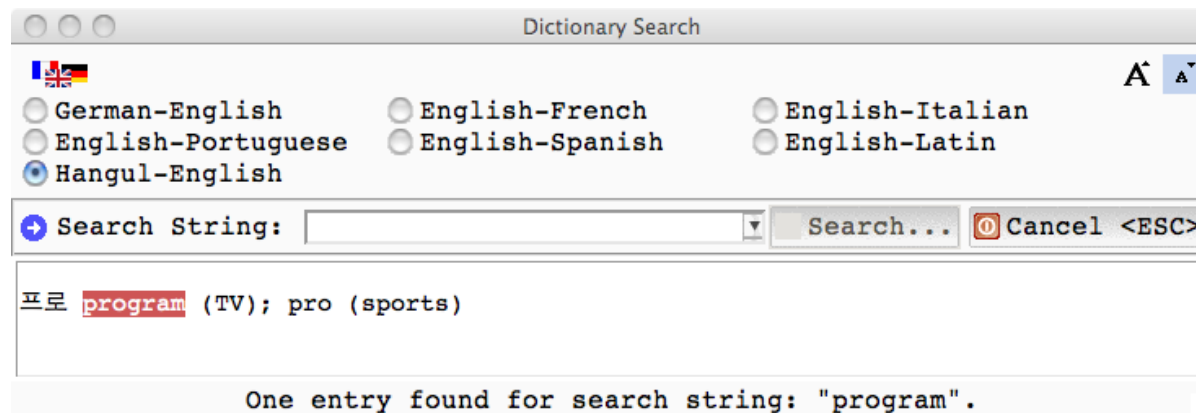 Dictionary Search
A A
German-English English-French English-Italian
English-Portuguese English-Spanish English-Latin
Hangul-English
Search String: Search... Cancel <ESC>
프로 program (TV); pro (sports)
One entry found for search string: "program".